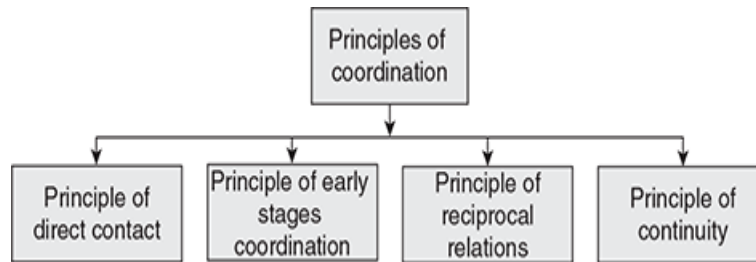 Principles of
coordination
Principle of
direct contact
Principle of early
stages
coordination
Principle of
reciprocal
relations
Principle of
continuity